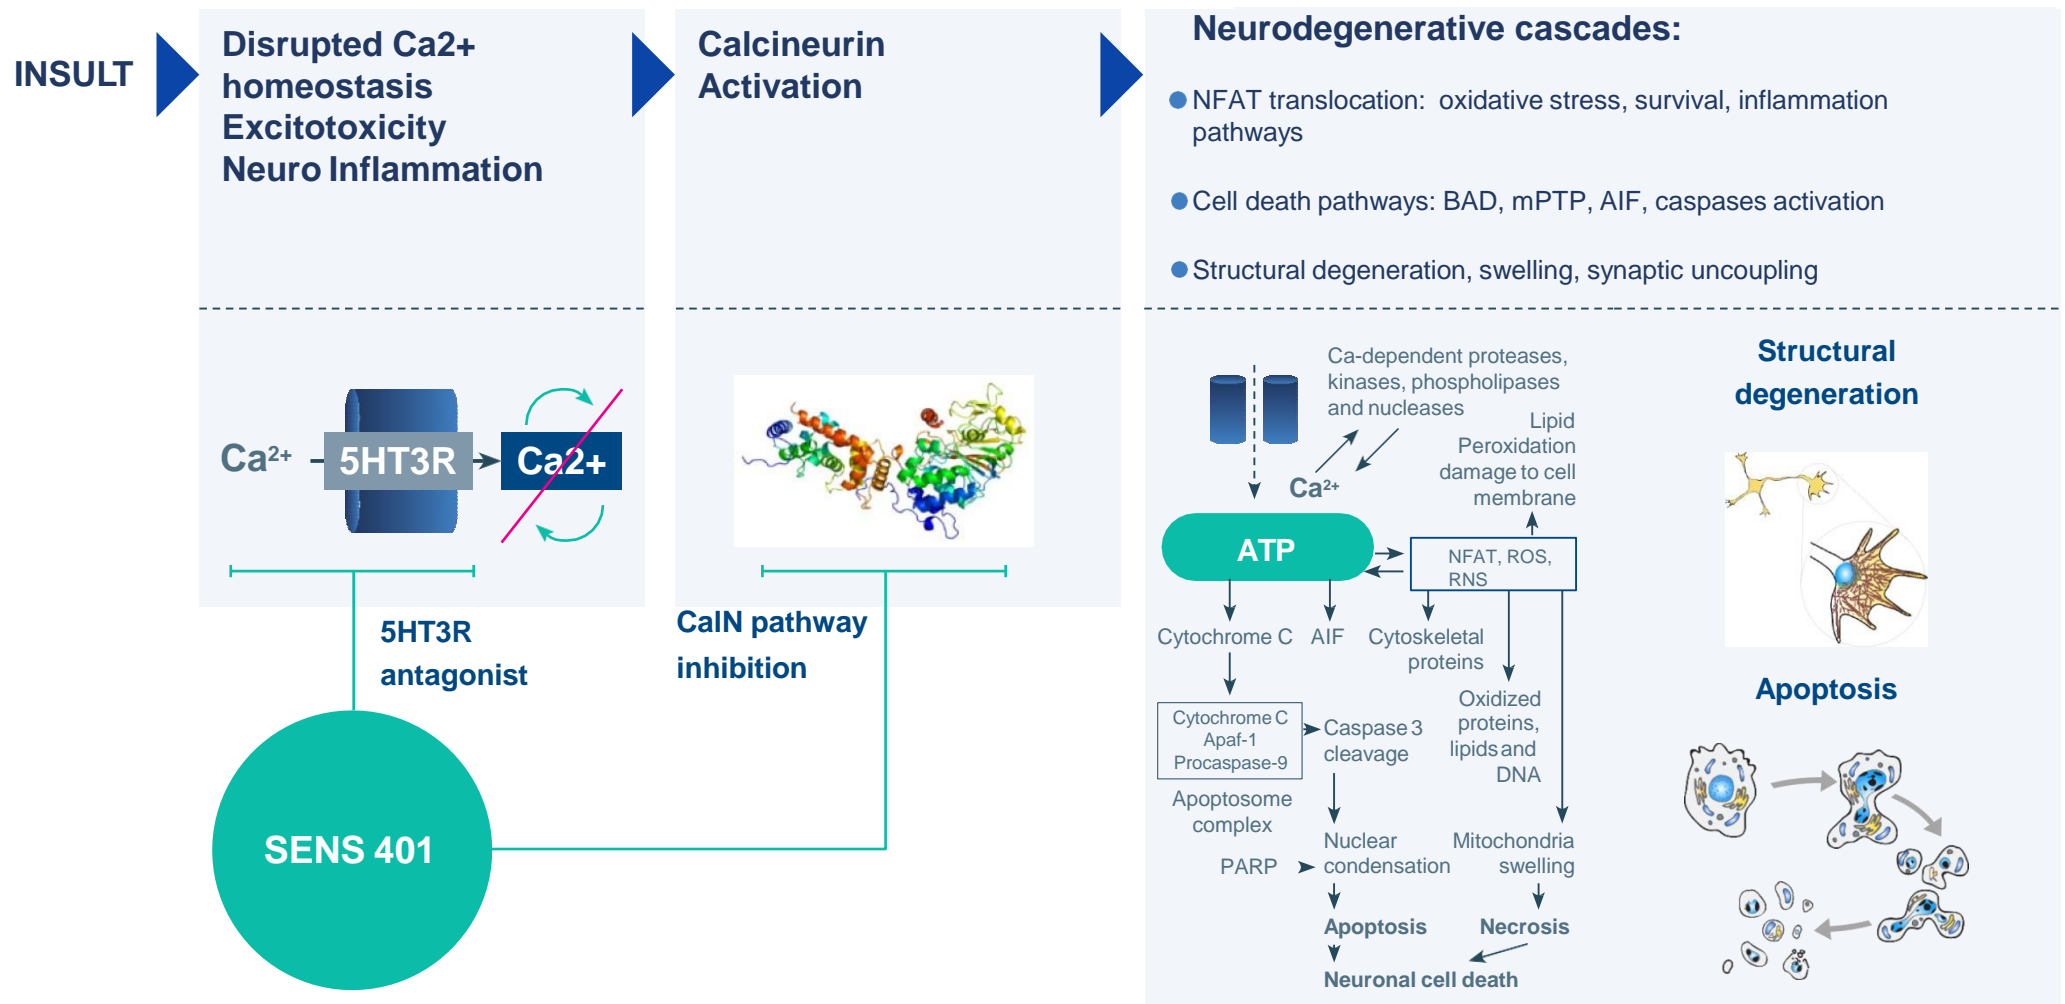 INSULT
Disrupted Ca2+
homeostasis
Excitotoxicity
Neuro Inflammation
Calcineurin
Activation
Neurodegenerative cascades:
NFAT translocation: oxidative stress, survival, inflammation
pathways
Cell death pathways: BAD, mPTP, AIF, caspases activation
Structural degeneration, swelling, synaptic uncoupling
Ca²⁺
5HT3R
Ca2+
5HT3R
antagonist
CalN pathway
inhibition
SENS 401
Ca-dependent proteases,
kinases, phospholipases
and nucleases
Lipid
Peroxidation
damage to cell
membrane
Ca²⁺
ATP
NFAT, ROS,
RNS
Cytochrome C
AIF
Cytoskeletal
proteins
Cytochrome C
Apaf-1
Procaspase-9
Caspase 3
cleavage
Oxidized
proteins,
lipids and
DNA
Apoptosome
complex
Nuclear
condensation
Mitochondria
swelling
PARP
Apoptosis
Necrosis
Neuronal cell death
Structural
degeneration
Apoptosis